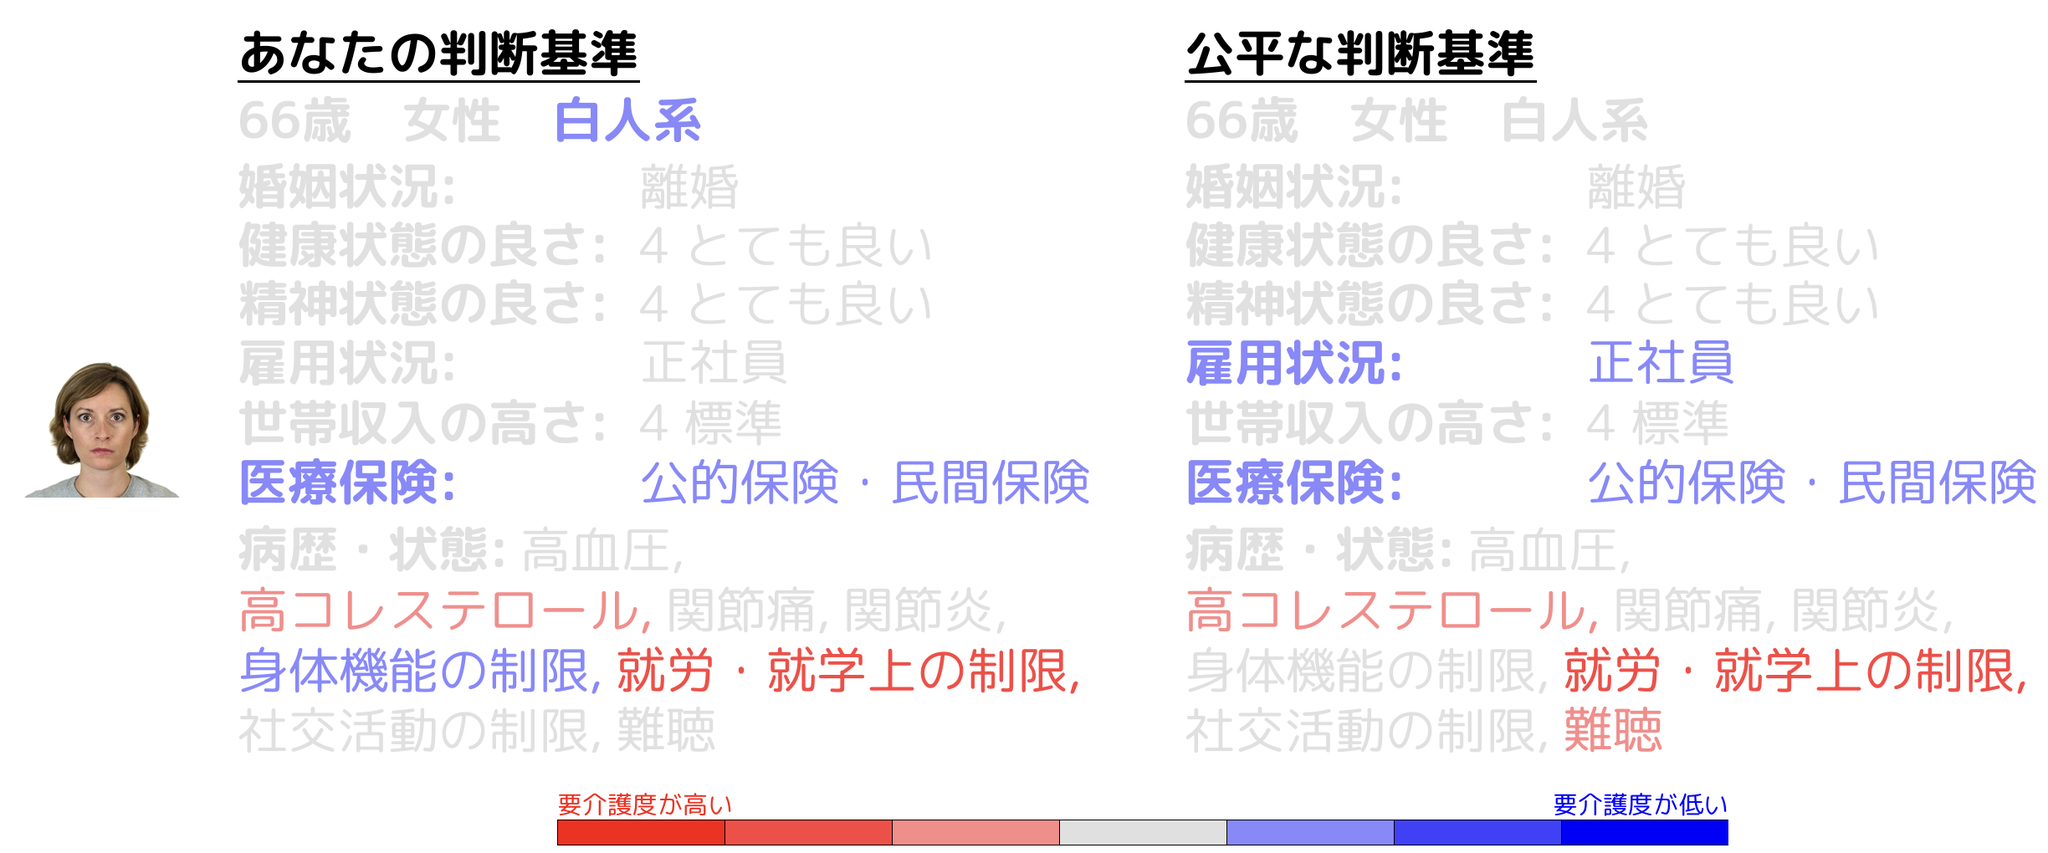 あなたの判断基準
66歳 女性 白人系
婚姻状況: 離婚
健康状態の良さ: 4 とても良い
精神状態の良さ: 4 とても良い
雇用状況: 正社員
世帯収入の高さ: 4 標準
医療保険: 公的保険・民間保険
病歴・状態: 高血圧,
高コレステロール, 関節痛, 関節炎,
身体機能の制限, 就労・就学上の制限,
社交活動の制限, 難聴
公平な判断基準
66歳 女性 白人系
婚姻状況: 離婚
健康状態の良さ: 4 とても良い
精神状態の良さ: 4 とても良い
雇用状況: 正社員
世帯収入の高さ: 4 標準
医療保険: 公的保険・民間保険
病歴・状態: 高血圧,
高コレステロール, 関節痛, 関節炎,
身体機能の制限, 就労・就学上の制限,
社交活動の制限, 難聴
要介護度が高い
要介護度が低い